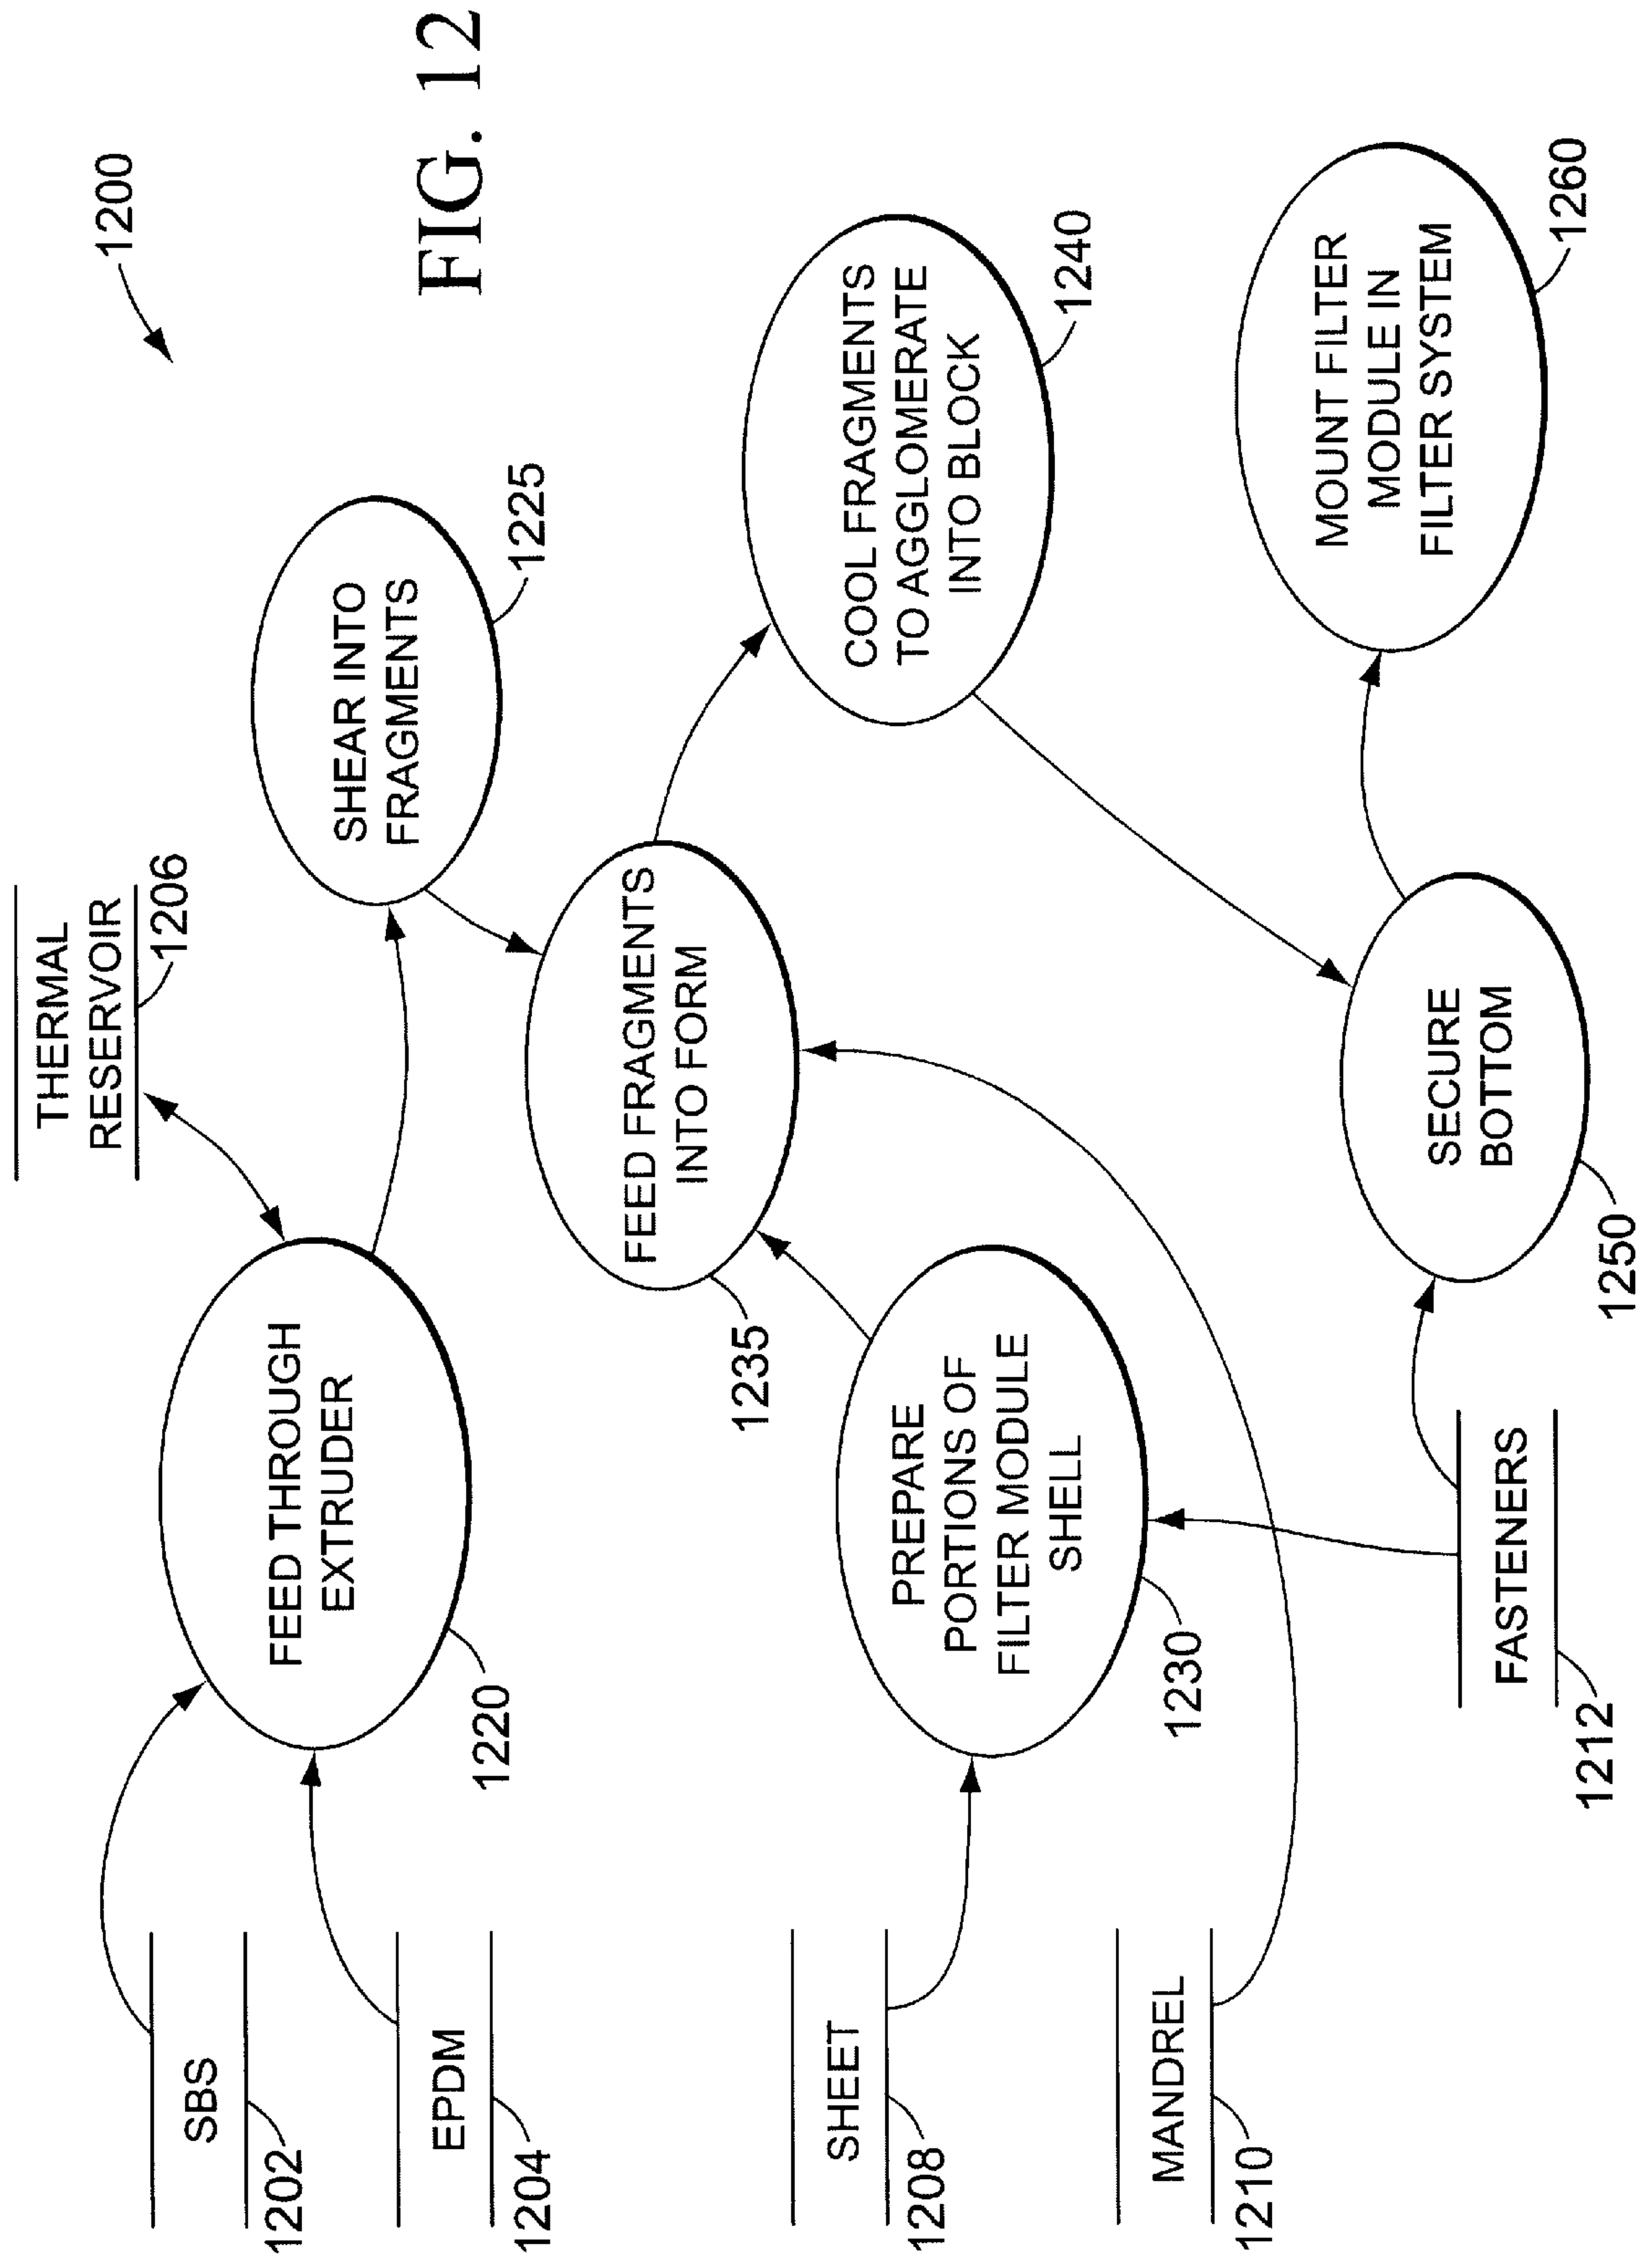 1200
FIG. 12
THERMAL
RESERVOIR
1206
SBS
1202
EPDM
1204
FEED THROUGH
EXTRUDER
1220
SHEAR INTO
FRAGMENTS
1225
FEED FRAGMENTS
INTO FORM
1235
SHEET
1208
MANDREL
1210
PREPARE
PORTIONS OF
FILTER MODULE
SHELL
1230
COOL FRAGMENTS
TO AGGLOMERATE
INTO BLOCK
1240
FASTENERS
1212
SECURE
BOTTOM
1250
MOUNT FILTER
MODULE IN
FILTER SYSTEM
1260